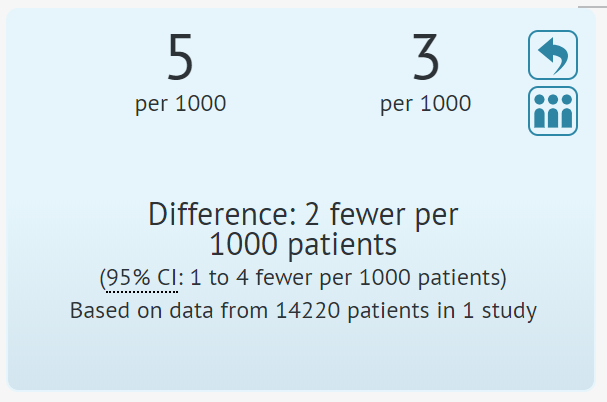 5 3
per 1000 per 1000
Difference: 2 fewer per
1000 patients
(95% CI: 1 to 4 fewer per 1000 patients)
Based on data from 14220 patients in 1 study